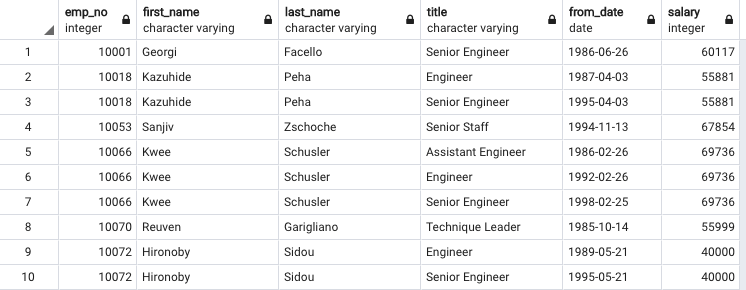 emp_no first_name last_name title from_date salary
integer character varying character varying character varying date integer
1 10001 Georgi Facello Senior Engineer 1986-06-26 60117
2 10018 Kazuhide Peha Engineer 1987-04-03 55881
3 10018 Kazuhide Peha Senior Engineer 1995-04-03 55881
4 10053 Sanjiv Zschoche Senior Staff 1994-11-13 67854
5 10066 Kwee Schusler Assistant Engineer 1986-02-26 69736
6 10066 Kwee Schusler Engineer 1992-02-26 69736
7 10066 Kwee Schusler Senior Engineer 1998-02-25 69736
8 10070 Reuven Garigliano Technique Leader 1985-10-14 55999
9 10072 Hironoby Sidou Engineer 1989-05-21 40000
10 10072 Hironoby Sidou Senior Engineer 1995-05-21 40000